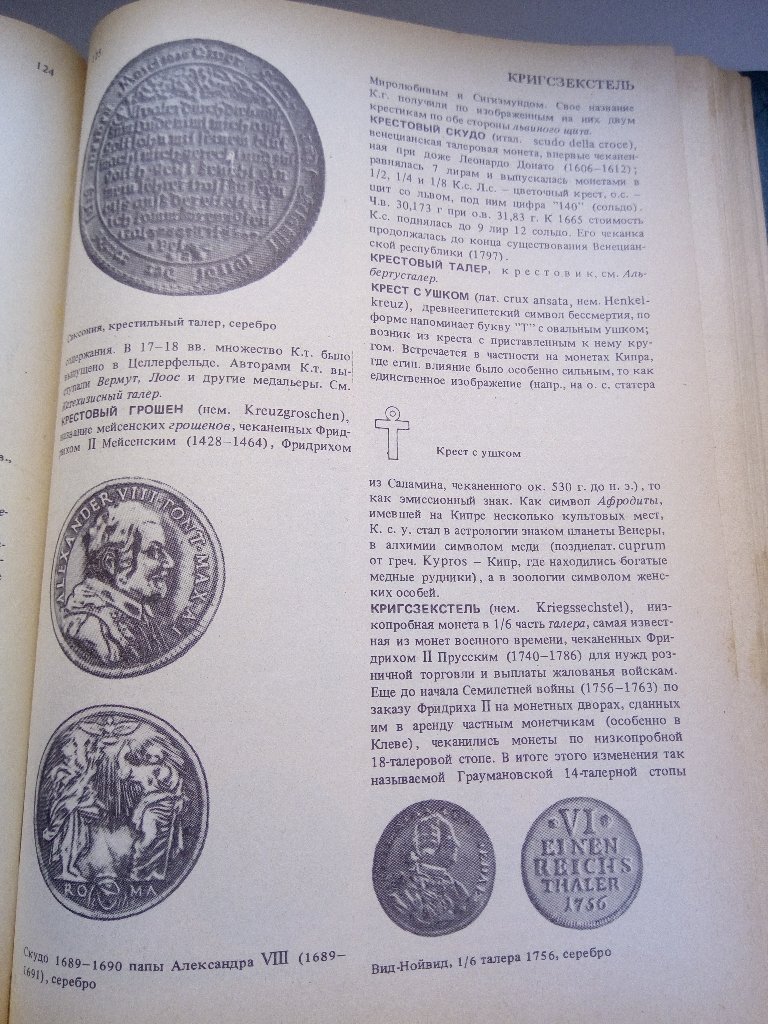 124
КРИГСЗЕКСТЕЛЬ
Саксония, крестильный талер, серебро
содержания. В 17—18 вв. множество К.т. было
выпущено в Целлерфельде. Авторами К.т. вы-
ступали Вермут, Лоос и другие медальеры. См.
Катехизисный талер.
КРЕСТОВЫЙ ГРОШЕН (нем. Kreuzgroschen),
название мейсенских грошенов, чеканенных Фрид-
рихом II Мейсенским (1428—1464), Фридрихом
ALEXANDER·VIII·PONT·MAX·A·I
ROMA
Скудо 1689—1690 папы Александра VIII (1689—
1691), серебро
Миролюбивым и Сигизмундом. Свое название
К.г. получили по изображенным на них двум
крестикам по обе стороны львиного щита.
КРЕСТОВЫЙ СКУДО (итал. scudo della croce),
венецианская талеровая монета, впервые чеканен-
ная при доже Леонардо Донато (1606—1612);
равнялась 7 лирам и выпускалась монетами в
1/2, 1/4 и 1/8 К.с. Л.с. — цветочный крест, о.с. —
щит со львом, под ним цифра "140" (сольдо).
Ч.в. 30,173 г при о.в. 31,83 г. К 1665 стоимость
К.с. поднялась до 9 лир 12 сольдо. Его чеканка
продолжалась до конца существования Венециан-
ской республики (1797).
КРЕСТОВЫЙ ТАЛЕР, крестовик, см. Аль-
бертусталер.
КРЕСТ С УШКОМ (лат. crux ansata, нем. Henkel-
kreuz), древнеегипетский символ бессмертия, по
форме напоминает букву "Т" с овальным ушком;
возник из креста с приставленным к нему кру-
гом. Встречается в частности на монетах Кипра,
где егип. влияние было особенно сильным, то как
единственное изображение (напр., на о. с. статера
Крест с ушком
из Саламина, чеканенного ок. 530 г. до н. э.), то
как эмиссионный знак. Как символ Афродиты,
имевшей на Кипре несколько культовых мест,
К. с. у. стал в астрологии знаком планеты Венеры,
в алхимии символом меди (позднелат. cuprum
от греч. Kypros — Кипр, где находились богатые
медные рудники), а в зоологии символом женс-
ких особей.
КРИГСЗЕКСТЕЛЬ (нем. Kriegssechstel), низ-
копробная монета в 1/6 часть талера, самая извест-
ная из монет военного времени, чеканенных Фри-
дрихом II Прусским (1740—1786) для нужд роз-
ничной торговли и выплаты жалованья войскам.
Еще до начала Семилетней войны (1756—1763) по
заказу Фридриха II на монетных дворах, сданных
им в аренду частным монетчикам (особенно в
Клеве), чеканились монеты по низкопробной
18-талеровой стопе. В итоге этого изменения так
называемой Граумановской 14-талерной стопы
·VI·
EINEN
REICHS
THALER
1756
Вид-Нойвид, 1/6 талера 1756, серебро